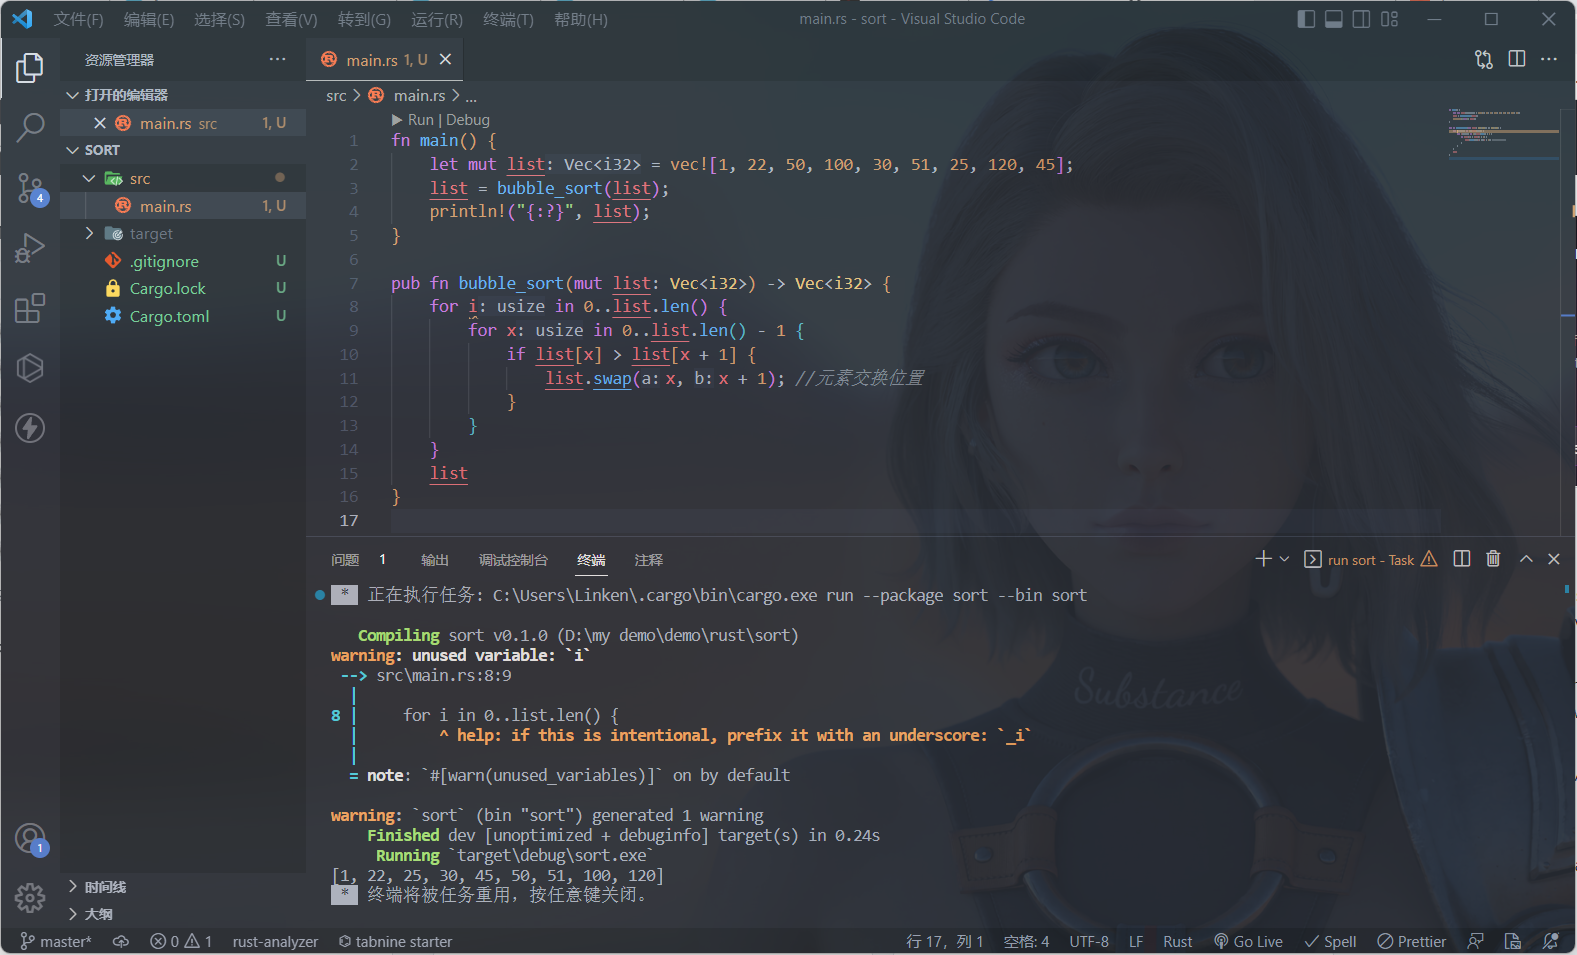 文件(F) 编辑(E) 选择(S) 查看(V) 转到(G) 运行(R) 终端(T) 帮助(H) main.rs - sort - Visual Studio Code
资源管理器
打开的编辑器
main.rs src 1, U
SORT
src
main.rs 1, U
target
.gitignore U
Cargo.lock U
Cargo.toml U
时间线
大纲
4
1
main.rs 1, U
src > main.rs > ...
Run | Debug
1 fn main() {
2 let mut list: Vec<i32> = vec![1, 22, 50, 100, 30, 51, 25, 120, 45];
3 list = bubble_sort(list);
4 println!("{:?}", list);
5 }
6
7 pub fn bubble_sort(mut list: Vec<i32>) -> Vec<i32> {
8 for i: usize in 0..list.len() {
9 for x: usize in 0..list.len() - 1 {
10 if list[x] > list[x + 1] {
11 list.swap(a: x, b: x + 1); //元素交换位置
12 }
13 }
14 }
15 list
16 }
17
问题 1 输出 调试控制台 终端 注释 run sort - Task
* 正在执行任务: C:\Users\Linken\.cargo\bin\cargo.exe run --package sort --bin sort
Compiling sort v0.1.0 (D:\my demo\demo\rust\sort)
warning: unused variable: `i`
--> src\main.rs:8:9
|
8 | for i in 0..list.len() {
| ^ help: if this is intentional, prefix it with an underscore: `_i`
|
= note: `#[warn(unused_variables)]` on by default
warning: `sort` (bin "sort") generated 1 warning
Finished dev [unoptimized + debuginfo] target(s) in 0.24s
Running `target\debug\sort.exe`
[1, 22, 25, 30, 45, 50, 51, 100, 120]
* 终端将被任务重用，按任意键关闭。
Substance
master* 0 1 rust-analyzer tabnine starter 行 17，列 1 空格: 4 UTF-8 LF Rust Go Live Spell Prettier